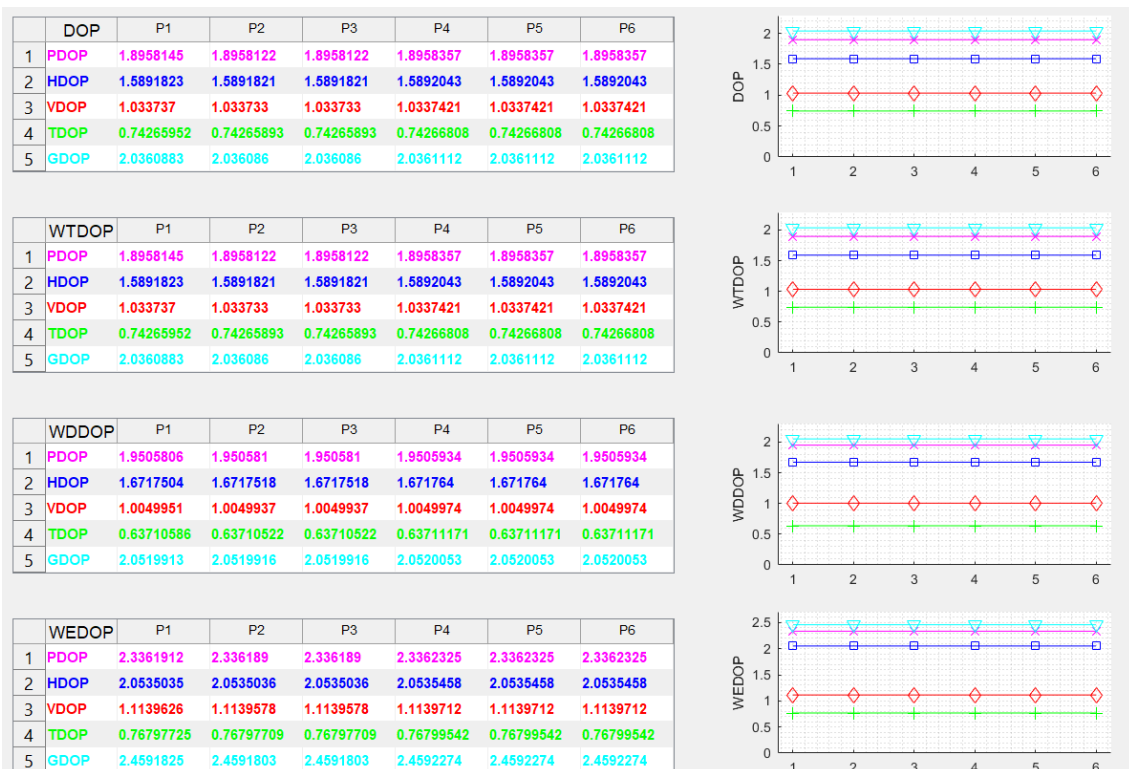 DOP P1 P2 P3 P4 P5 P6
1 PDOP 1.8958145 1.8958122 1.8958122 1.8958357 1.8958357 1.8958357
2 HDOP 1.5891823 1.5891821 1.5891821 1.5892043 1.5892043 1.5892043
3 VDOP 1.033737 1.033733 1.033733 1.0337421 1.0337421 1.0337421
4 TDOP 0.74265952 0.74265893 0.74265893 0.74266808 0.74266808 0.74266808
5 GDOP 2.0360883 2.036086 2.036086 2.0361112 2.0361112 2.0361112
DOP
2
1.5
1
0.5
0
1 2 3 4 5 6
WTDOP P1 P2 P3 P4 P5 P6
1 PDOP 1.8958145 1.8958122 1.8958122 1.8958357 1.8958357 1.8958357
2 HDOP 1.5891823 1.5891821 1.5891821 1.5892043 1.5892043 1.5892043
3 VDOP 1.033737 1.033733 1.033733 1.0337421 1.0337421 1.0337421
4 TDOP 0.74265952 0.74265893 0.74265893 0.74266808 0.74266808 0.74266808
5 GDOP 2.0360883 2.036086 2.036086 2.0361112 2.0361112 2.0361112
WTDOP
2
1.5
1
0.5
0
1 2 3 4 5 6
WDDOP P1 P2 P3 P4 P5 P6
1 PDOP 1.9505806 1.950581 1.950581 1.9505934 1.9505934 1.9505934
2 HDOP 1.6717504 1.6717518 1.6717518 1.671764 1.671764 1.671764
3 VDOP 1.0049951 1.0049937 1.0049937 1.0049974 1.0049974 1.0049974
4 TDOP 0.63710586 0.63710522 0.63710522 0.63711171 0.63711171 0.63711171
5 GDOP 2.0519913 2.0519916 2.0519916 2.0520053 2.0520053 2.0520053
WDDOP
2
1.5
1
0.5
0
1 2 3 4 5 6
WEDOP P1 P2 P3 P4 P5 P6
1 PDOP 2.3361912 2.336189 2.336189 2.3362325 2.3362325 2.3362325
2 HDOP 2.0535035 2.0535036 2.0535036 2.0535458 2.0535458 2.0535458
3 VDOP 1.1139626 1.1139578 1.1139578 1.1139712 1.1139712 1.1139712
4 TDOP 0.76797725 0.76797709 0.76797709 0.76799542 0.76799542 0.76799542
5 GDOP 2.4591825 2.4591803 2.4591803 2.4592274 2.4592274 2.4592274
WEDOP
2.5
2
1.5
1
0.5
0
1 2 3 4 5 6